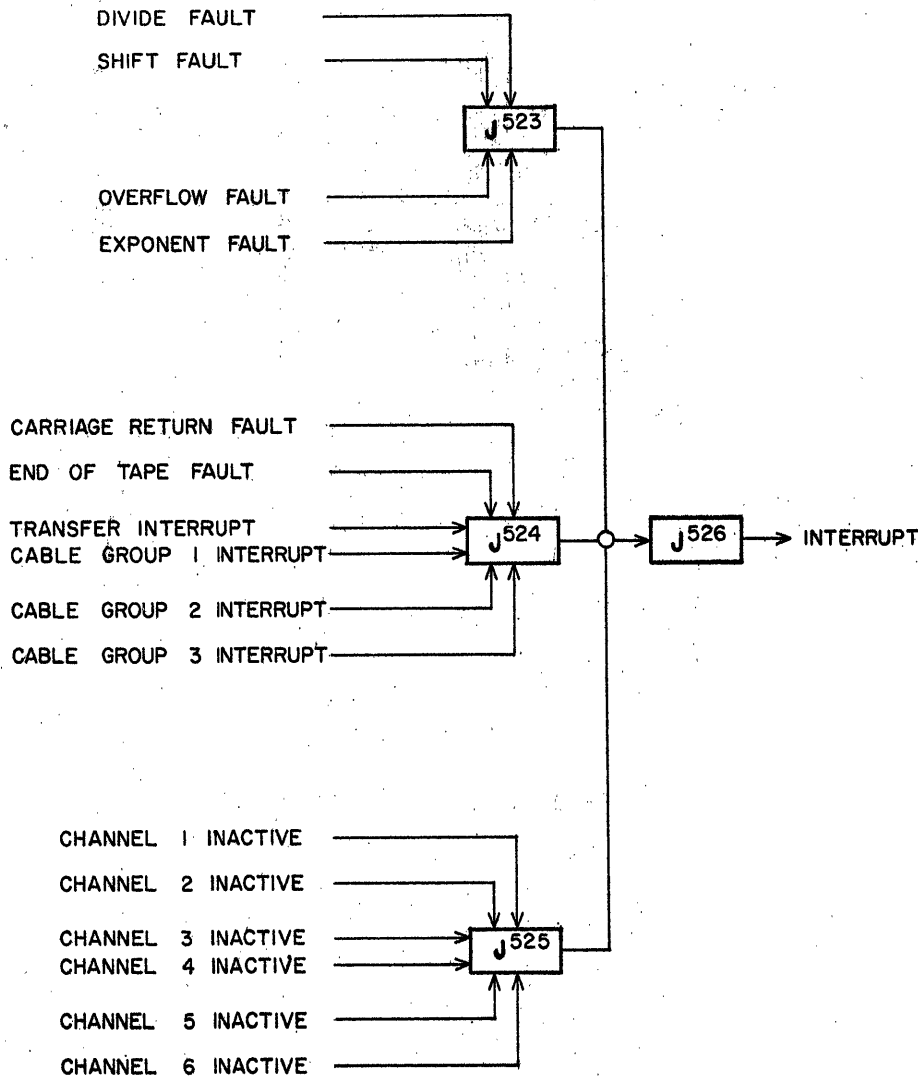 DIVIDE FAULT
SHIFT FAULT
J523
OVERFLOW FAULT
EXPONENT FAULT
CARRIAGE RETURN FAULT
END OF TAPE FAULT
TRANSFER INTERRUPT
CABLE GROUP 1 INTERRUPT
J524
J526
INTERRUPT
CABLE GROUP 2 INTERRUPT
CABLE GROUP 3 INTERRUPT
CHANNEL 1 INACTIVE
CHANNEL 2 INACTIVE
CHANNEL 3 INACTIVE
CHANNEL 4 INACTIVE
J525
CHANNEL 5 INACTIVE
CHANNEL 6 INACTIVE